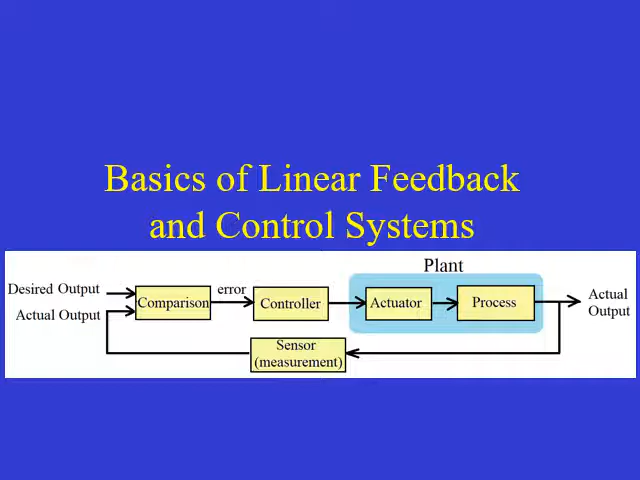 Basics of Linear Feedback
and Control Systems
Plant
Desired Output
Actual Output
Comparison
error
Controller
Actuator
Process
Actual
Output
Sensor
(measurement)